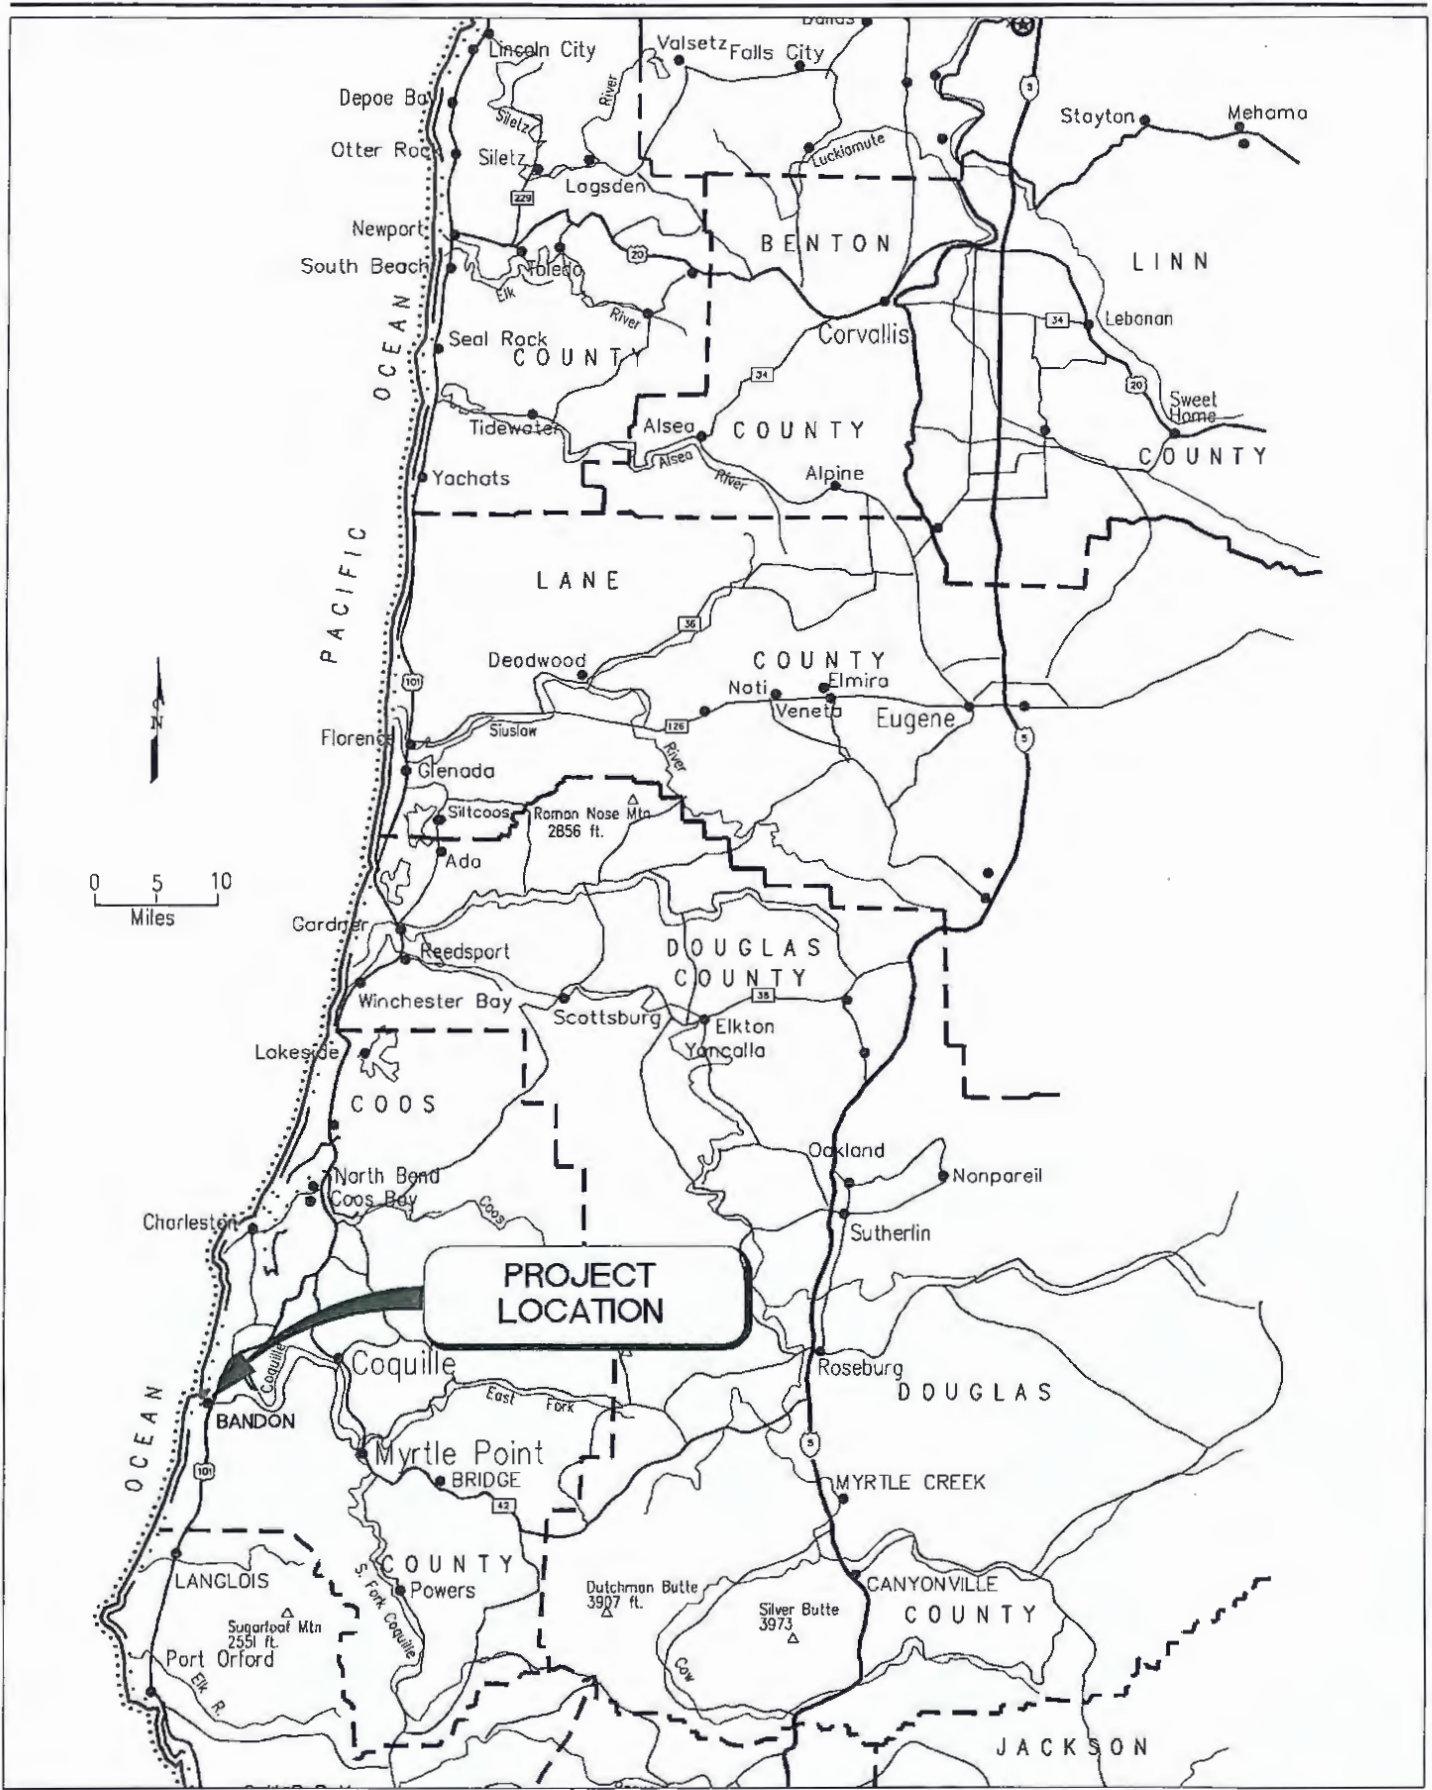 Dallas
Lincoln City
Valsetz
Falls City
River
Depoe Bay
5
Stayton
Mehama
Siletz
Otter Rock
Siletz
Luckiamute
Logsden
229
Newport
BENTON
LINN
South Beach
Toledo
20
Elk
River
34
Lebanan
Seal Rock
COUNTY
Corvallis
OCEAN
34
20
Sweet
Home
Tidewater
Alsea
COUNTY
COUNTY
Alsea
River
Yachats
Alpine
PACIFIC
LANE
36
Deadwood
COUNTY
101
Noti
Elmira
Veneta
Eugene
N
Siuslaw
126
Florence
5
River
Glenada
Siltcoos
Roman Nose Mtn
2856 ft.
Ada
0 5 10
Miles
Gardner
DOUGLAS
COUNTY
Reedsport
Winchester Bay
38
Scottsburg
Elkton
Yoncalla
Lakeside
COOS
Oakland
North Bend
Nonpareil
Coos Bay
Coos
Charleston
Sutherlin
PROJECT
LOCATION
Coquille
Coquille
Roseburg
East Fork
DOUGLAS
BANDON
OCEAN
5
Myrtle Point
101
BRIDGE
MYRTLE CREEK
42
COUNTY
LANGLOIS
S. Fork Coquille
Powers
Dutchman Butte
3907 ft.
CANYONVILLE
COUNTY
Silver Butte
3973
Sugarloaf Mtn
2551 ft.
Port Orford
Elk R.
Cow
JACKSON